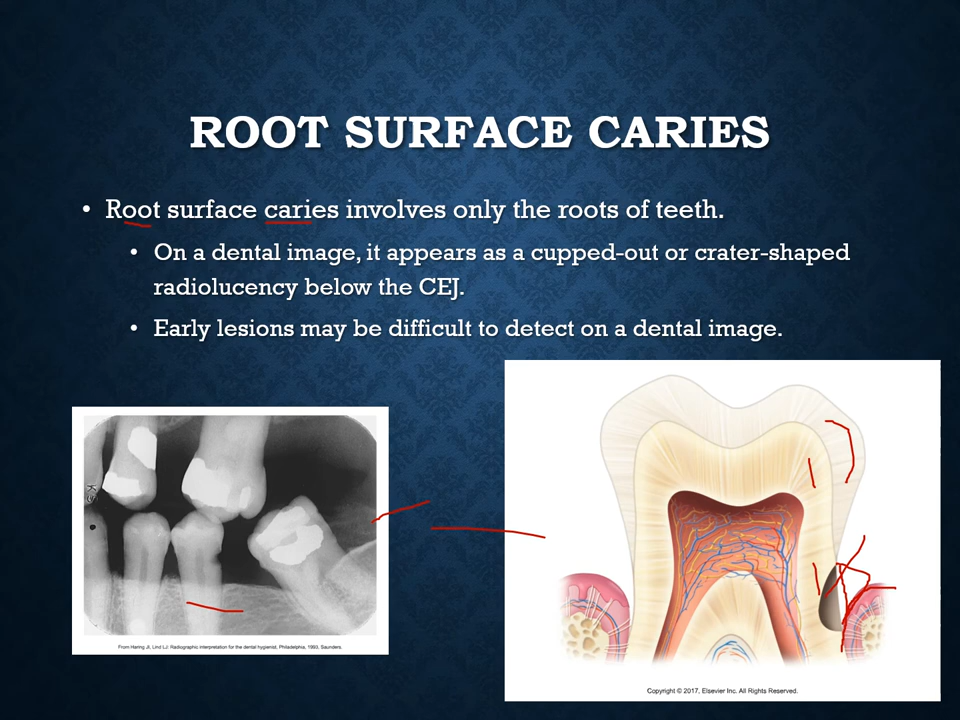 ROOT SURFACE CARIES
• Root surface caries involves only the roots of teeth.
• On a dental image, it appears as a cupped-out or crater-shaped
radiolucency below the CEJ.
• Early lesions may be difficult to detect on a dental image.
From Haring JI, Lind LJ: Radiographic interpretation for the dental hygienist, Philadelphia, 1993, Saunders.
Copyright © 2017, Elsevier Inc. All Rights Reserved.